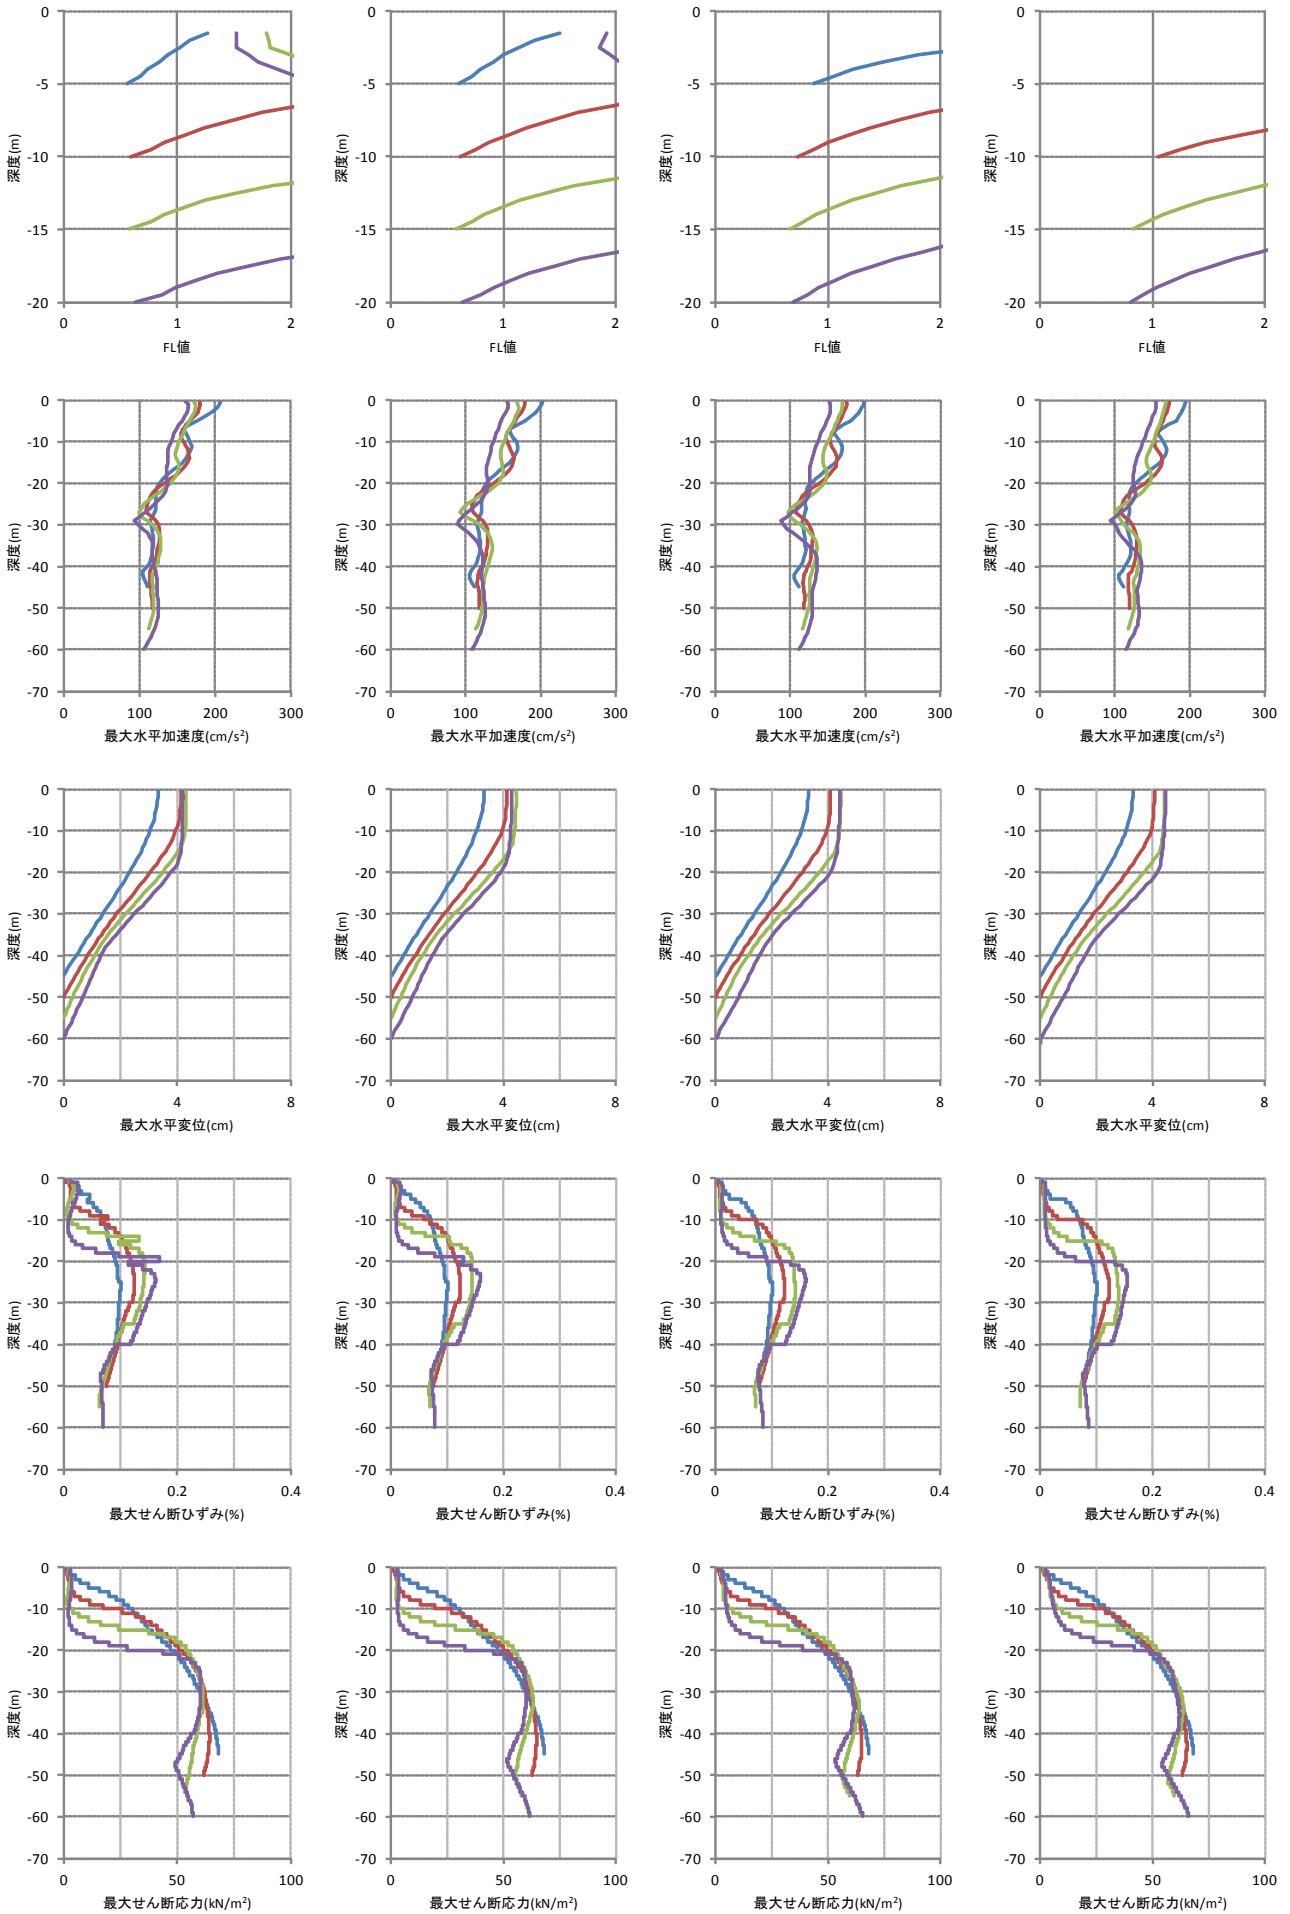 0 0 0 0
-5 -5 -5 -5
-10 -10 -10 -10
深度(m) 深度(m) 深度(m) 深度(m)
-15 -15 -15 -15
-20 -20 -20 -20
0 1 2 0 1 2 0 1 2 0 1 2
FL値 FL値 FL値 FL値
0 0 0 0
-10 -10 -10 -10
-20 -20 -20 -20
-30 -30 -30 -30
深度(m) 深度(m) 深度(m) 深度(m)
-40 -40 -40 -40
-50 -50 -50 -50
-60 -60 -60 -60
-70 -70 -70 -70
0 100 200 300 0 100 200 300 0 100 200 300 0 100 200 300
最大水平加速度(cm/s²) 最大水平加速度(cm/s²) 最大水平加速度(cm/s²) 最大水平加速度(cm/s²)
0 0 0 0
-10 -10 -10 -10
-20 -20 -20 -20
-30 -30 -30 -30
深度(m) 深度(m) 深度(m) 深度(m)
-40 -40 -40 -40
-50 -50 -50 -50
-60 -60 -60 -60
-70 -70 -70 -70
0 4 8 0 4 8 0 4 8 0 4 8
最大水平変位(cm) 最大水平変位(cm) 最大水平変位(cm) 最大水平変位(cm)
0 0 0 0
-10 -10 -10 -10
-20 -20 -20 -20
-30 -30 -30 -30
深度(m) 深度(m) 深度(m) 深度(m)
-40 -40 -40 -40
-50 -50 -50 -50
-60 -60 -60 -60
-70 -70 -70 -70
0 0.2 0.4 0 0.2 0.4 0 0.2 0.4 0 0.2 0.4
最大せん断ひずみ(%) 最大せん断ひずみ(%) 最大せん断ひずみ(%) 最大せん断ひずみ(%)
0 0 0 0
-10 -10 -10 -10
-20 -20 -20 -20
-30 -30 -30 -30
深度(m) 深度(m) 深度(m) 深度(m)
-40 -40 -40 -40
-50 -50 -50 -50
-60 -60 -60 -60
-70 -70 -70 -70
0 50 100 0 50 100 0 50 100 0 50 100
最大せん断応力(kN/m²) 最大せん断応力(kN/m²) 最大せん断応力(kN/m²) 最大せん断応力(kN/m²)